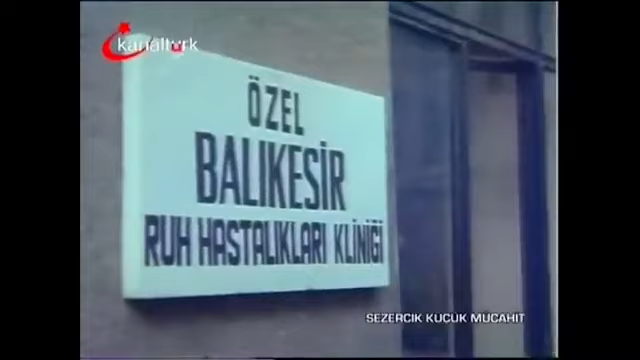 kanaltürk
ÖZEL
BALIKESİR
RUH HASTALIKLARI KLİNİĞİ
SEZERCIK KUCUK MUCAHIT